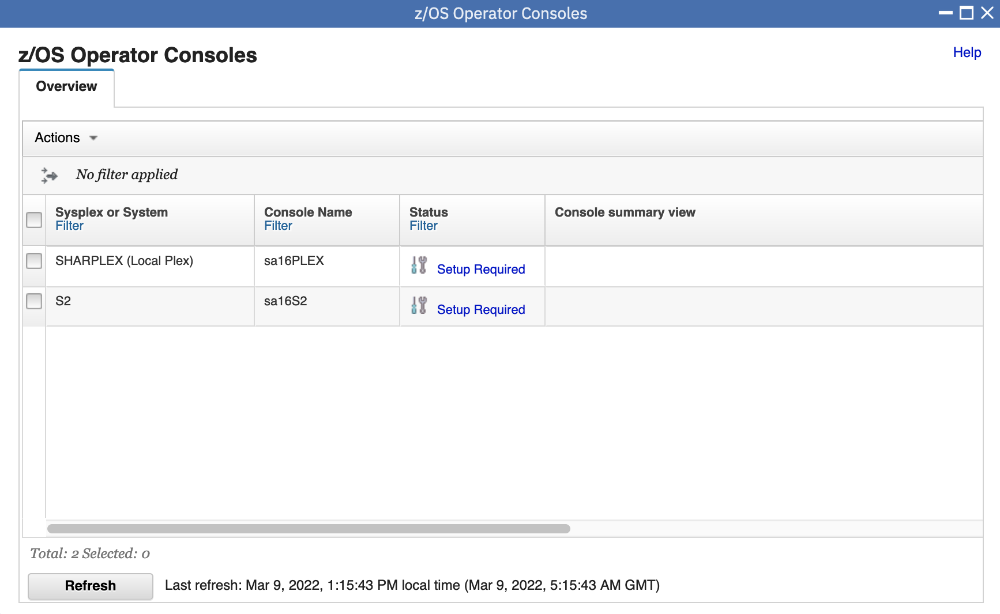 z/OS Operator Consoles
z/OS Operator Consoles
Help
Overview
Actions
No filter applied
Sysplex or System Console Name Status Console summary view
Filter Filter Filter
SHARPLEX (Local Plex) sa16PLEX Setup Required
S2 sa16S2 Setup Required
Total: 2 Selected: 0
Refresh Last refresh: Mar 9, 2022, 1:15:43 PM local time (Mar 9, 2022, 5:15:43 AM GMT)